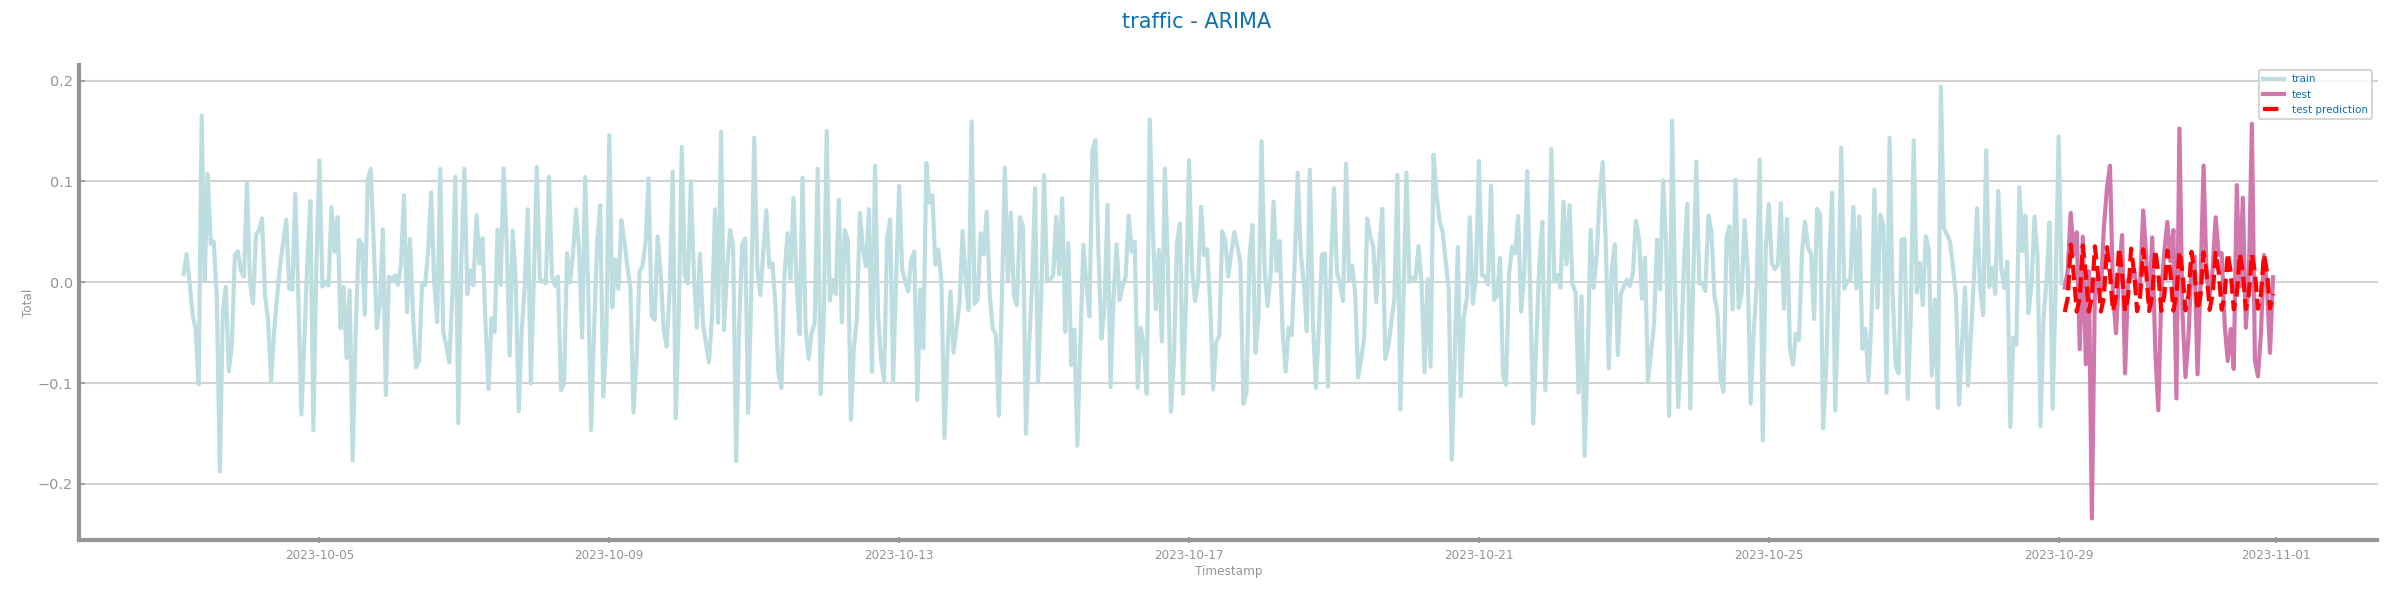 traffic - ARIMA
train
test
test prediction
0.2
0.1
0.0
−0.1
−0.2
Total
2023-10-05
2023-10-09
2023-10-13
2023-10-17
2023-10-21
2023-10-25
2023-10-29
2023-11-01
Timestamp